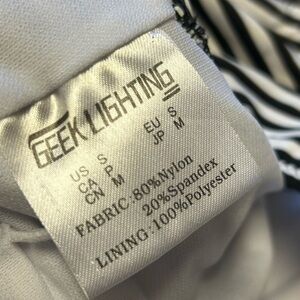 GEEK LIGHTING
US S EU S
CA P JP M
CN M
FABRIC: 80%Nylon
20%Spandex
LINING: 100%Polyester